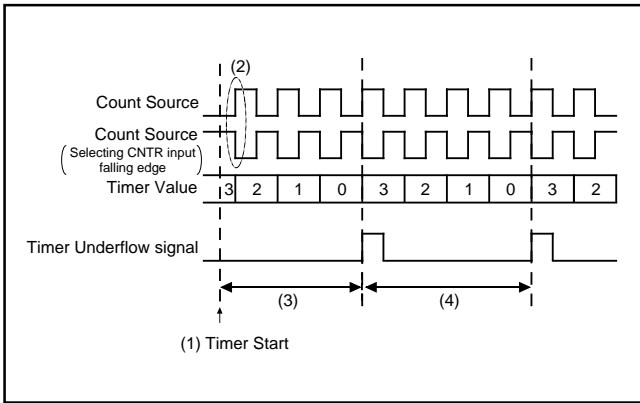 (2)
Count Source
Count Source
(Selecting CNTR input
falling edge)
Timer Value 3 2 1 0 3 2 1 0 3 2
Timer Underflow signal
(3) (4)
(1) Timer Start